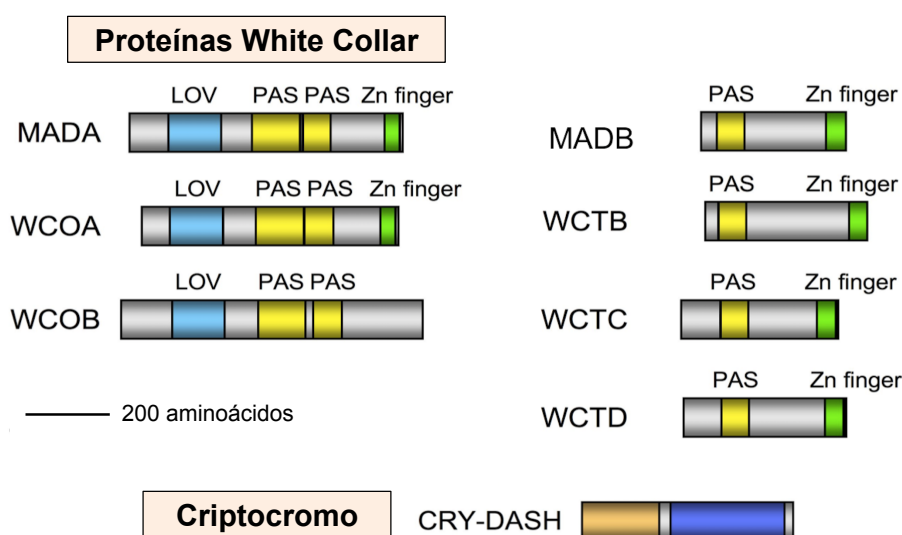 Proteínas White Collar
LOV PAS PAS Zn finger
MADA
LOV PAS PAS Zn finger
WCOA
LOV PAS PAS
WCOB
200 aminoácidos
PAS Zn finger
MADB
PAS Zn finger
WCTB
PAS Zn finger
WCTC
PAS Zn finger
WCTD
Criptocromo
CRY-DASH